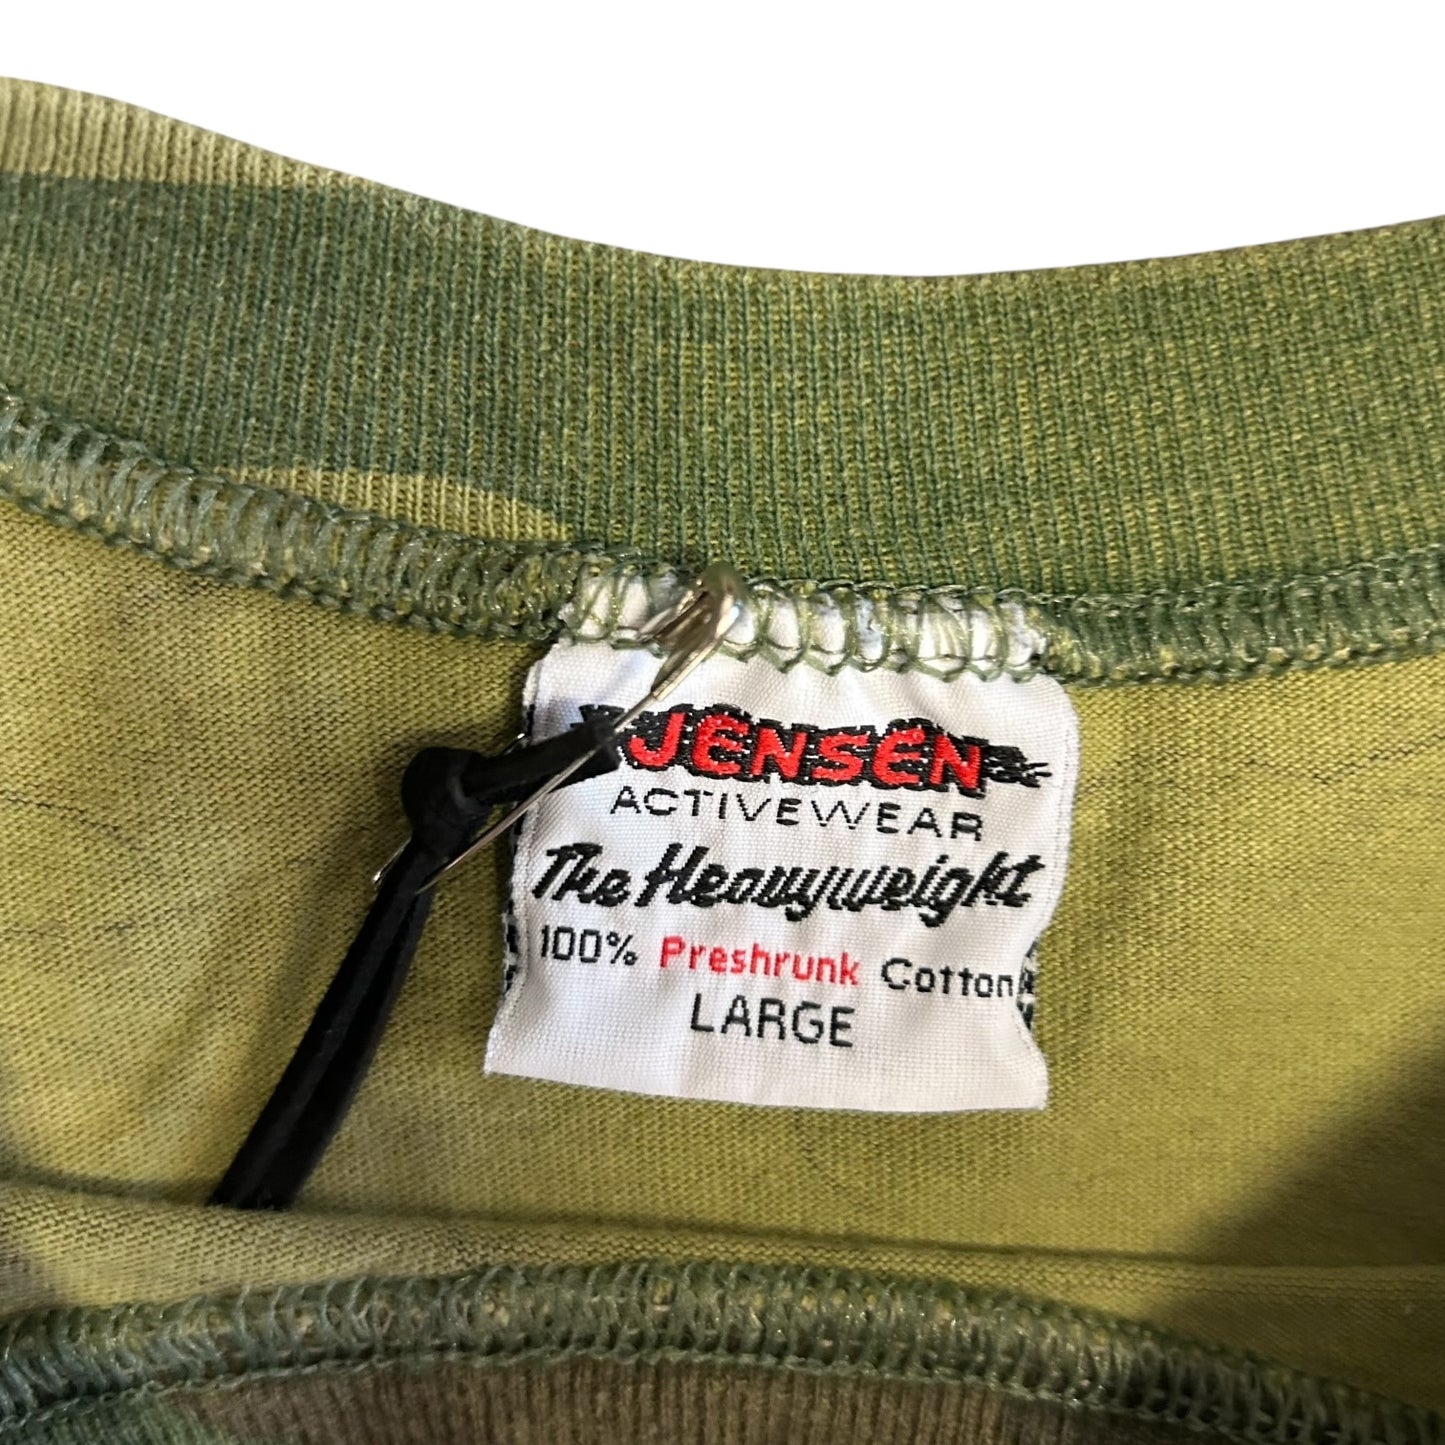 JENSEN
ACTIVEWEAR
The Heavyweight
100% Preshrunk Cotton
LARGE